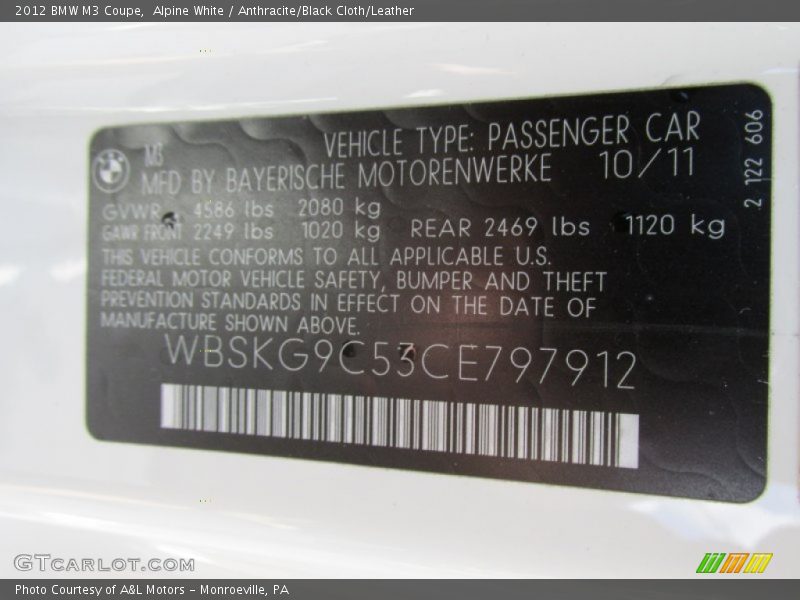 2012 BMW M3 Coupe,  Alpine White / Anthracite/Black Cloth/Leather
M3 VEHICLE TYPE: PASSENGER CAR
MFD BY BAYERISCHE MOTORENWERKE 10/11
GVWR 4586 lbs 2080 kg
GAWR FRONT 2249 lbs 1020 kg REAR 2469 lbs 1120 kg
THIS VEHICLE CONFORMS TO ALL APPLICABLE U.S.
FEDERAL MOTOR VEHICLE SAFETY, BUMPER AND THEFT
PREVENTION STANDARDS IN EFFECT ON THE DATE OF
MANUFACTURE SHOWN ABOVE.
WBSKG9C53CE797912
2 122 606
GTCARLOT.COM
Photo Courtesy of A&L Motors - Monroeville, PA